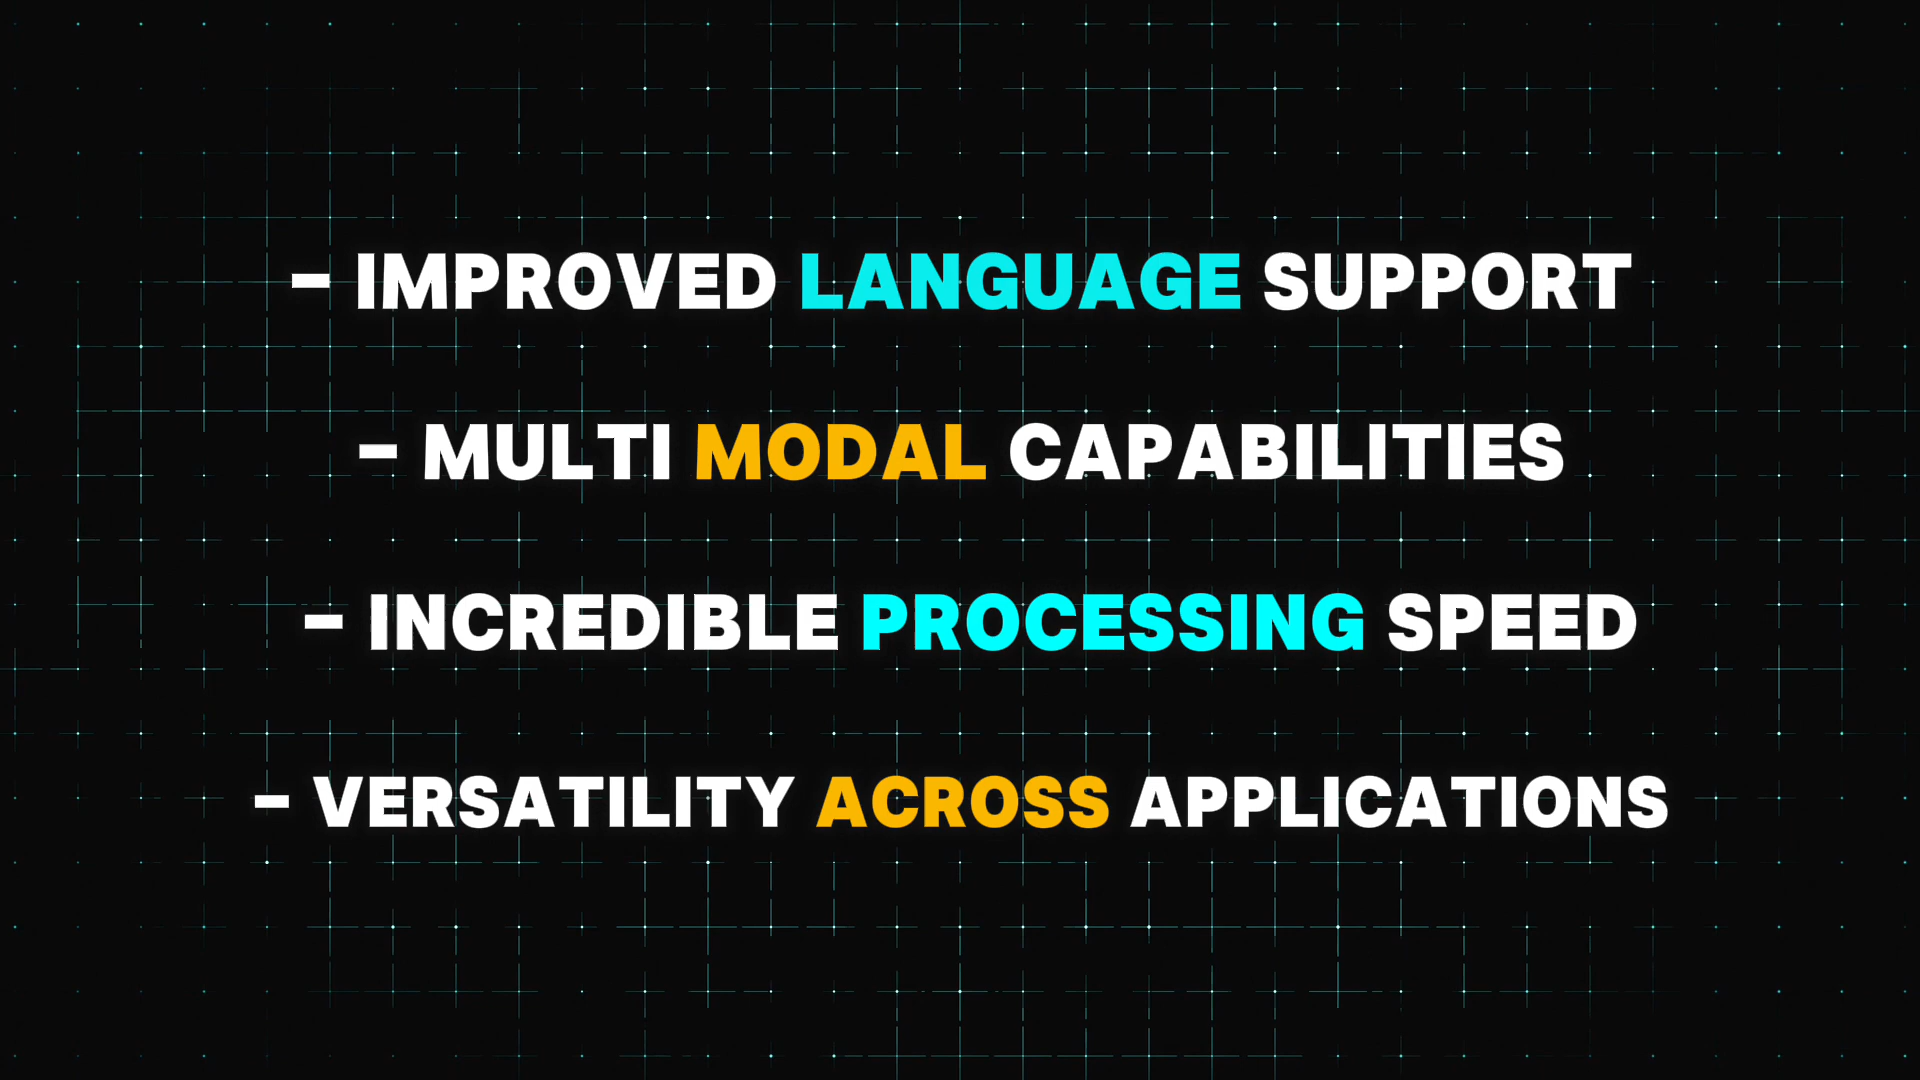 - IMPROVED LANGUAGE SUPPORT
- MULTI MODAL CAPABILITIES
- INCREDIBLE PROCESSING SPEED
- VERSATILITY ACROSS APPLICATIONS